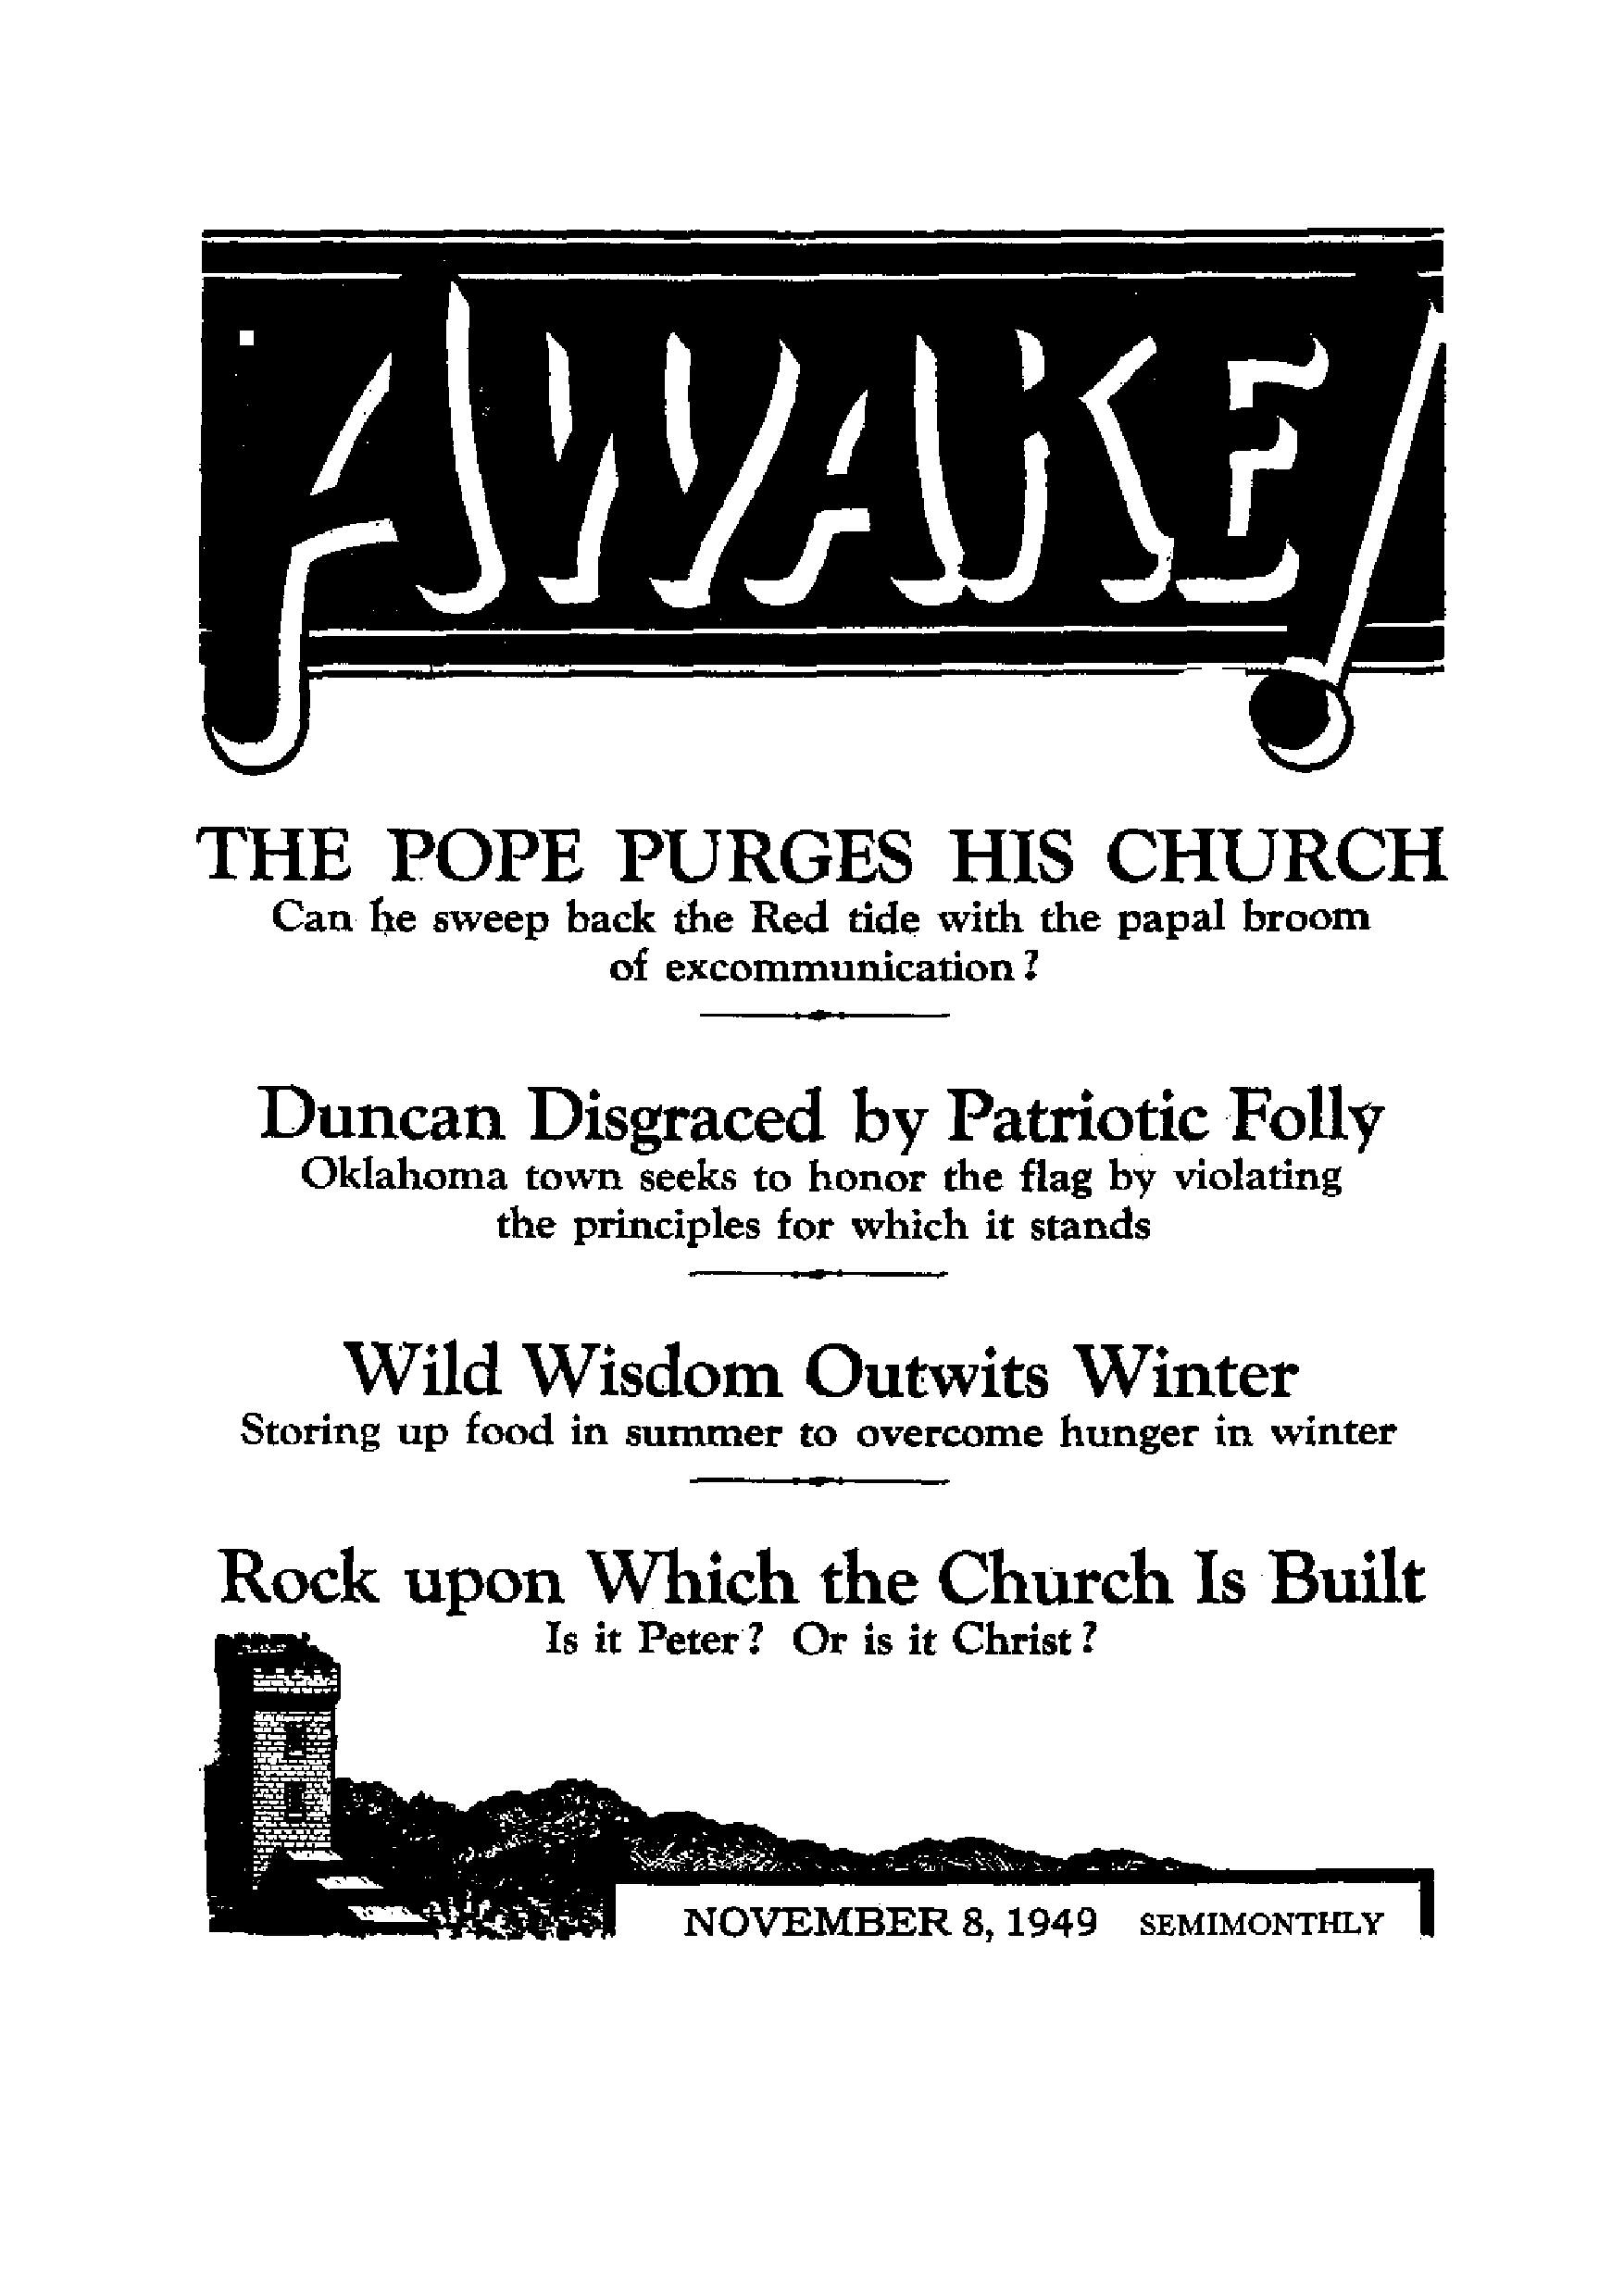 AWAKE!
THE POPE PURGES HIS CHURCH
Can he sweep back the Red tide with the papal broom
of excommunication?
Duncan Disgraced by Patriotic Folly
Oklahoma town seeks to honor the flag by violating
the principles for which it stands
Wild Wisdom Outwits Winter
Storing up food in summer to overcome hunger in winter
Rock upon Which the Church Is Built
Is it Peter? Or is it Christ?
NOVEMBER 8, 1949 SEMIMONTHLY